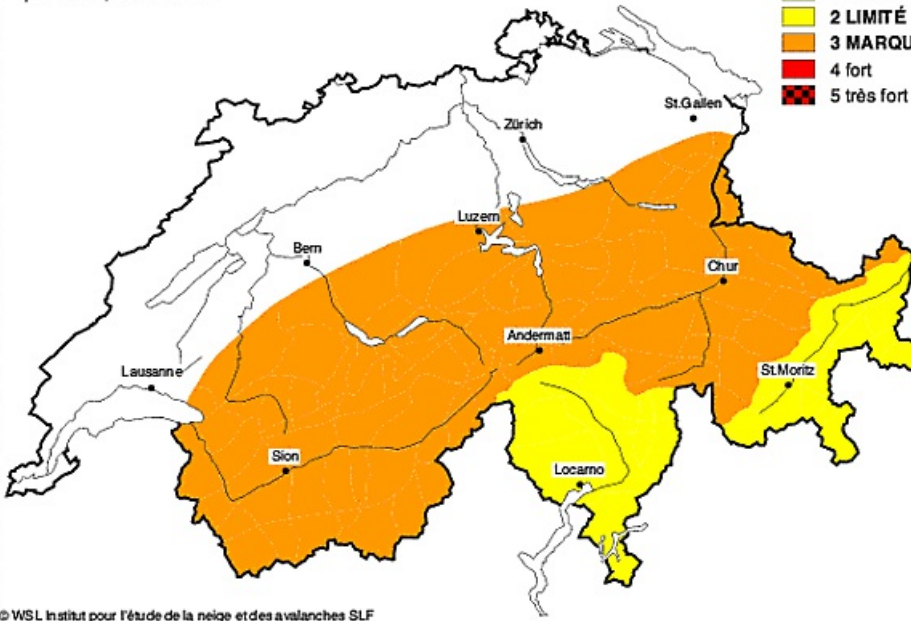 2 LIMITÉ
3 MARQU
4 fort
5 très fort
St.Gallen
Zürich
Luzern
Bern
Chur
Andermatt
Lausanne
St.Moritz
Sion
Locarno
© WSL Institut pour l'étude de la neige et des avalanches SLF